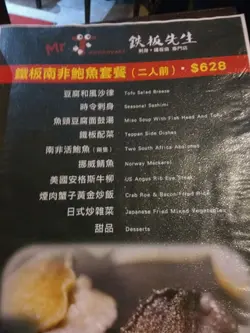 Mr
鉄板先生
鐵板南非鮑魚套餐(二人前)・$628
豆腐和風沙律 Tofu Salad Breeze
時令刺身 Seasonal Sashimi
魚頭豆腐面豉湯 Miso Soup With Fish Head And Tofu
鐵板配菜 Teppan Side Dishes
南非活鮑魚(兩隻) Two South Africa Abalones
挪威鯖魚 Norway Mackerel
美國安格斯牛柳 US Angus Rib Eye Steak
煙肉蟹子黃金炒飯 Crab Roe & Bacon Fried Rice
日式炒雜菜 Japanese Fried Mixed Vegetables
甜品 Desserts